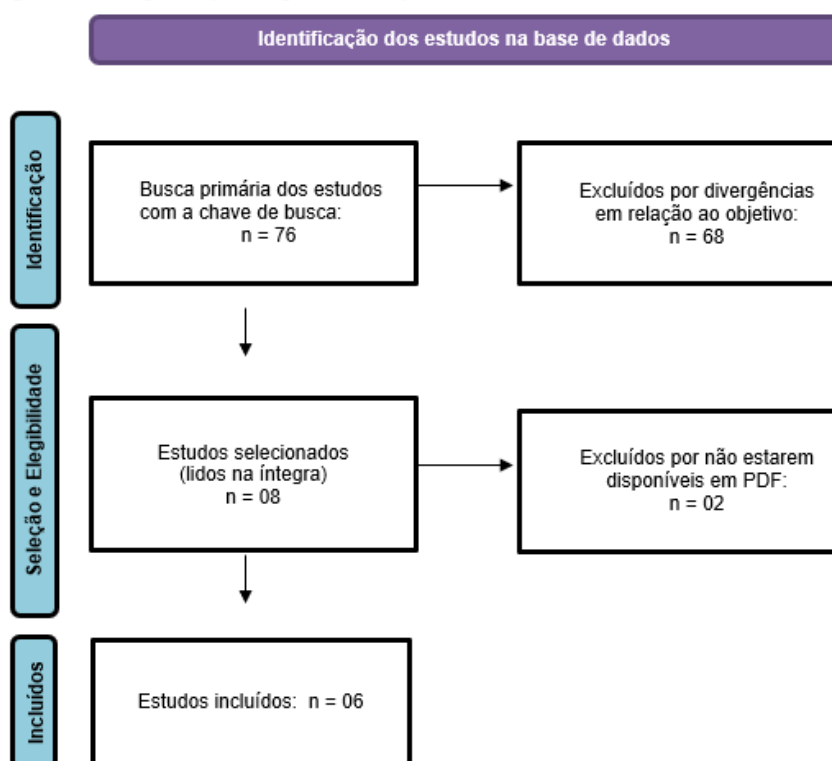 Identificação dos estudos na base de dados
Identificação
Busca primária dos estudos
com a chave de busca:
n = 76
Excluídos por divergências
em relação ao objetivo:
n = 68
Seleção e Elegibilidade
Estudos selecionados
(lidos na íntegra)
n = 08
Excluídos por não estarem
disponíveis em PDF:
n = 02
Incluídos
Estudos incluídos: n = 06